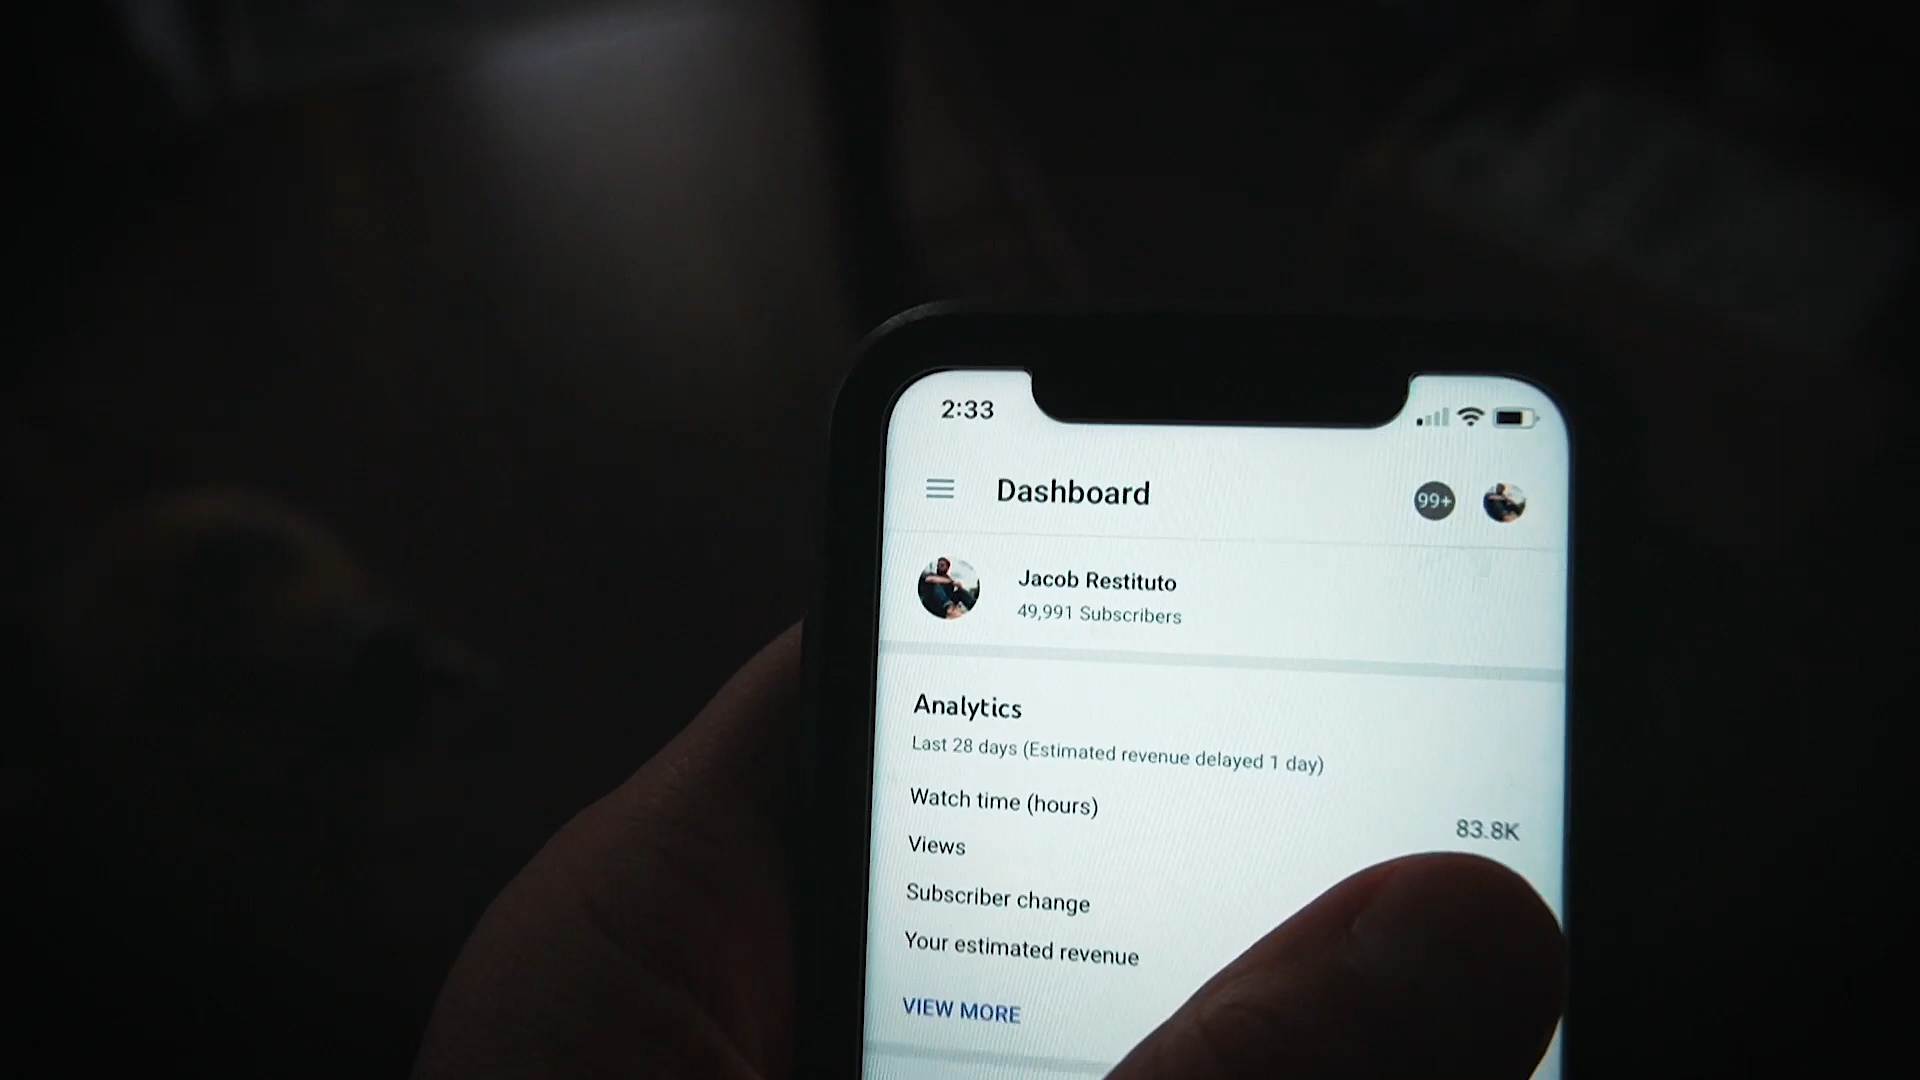 2:33
Dashboard
99+
Jacob Restituto
49,991 Subscribers
Analytics
Last 28 days (Estimated revenue delayed 1 day)
Watch time (hours)
83.8K
Views
Subscriber change
Your estimated revenue
VIEW MORE